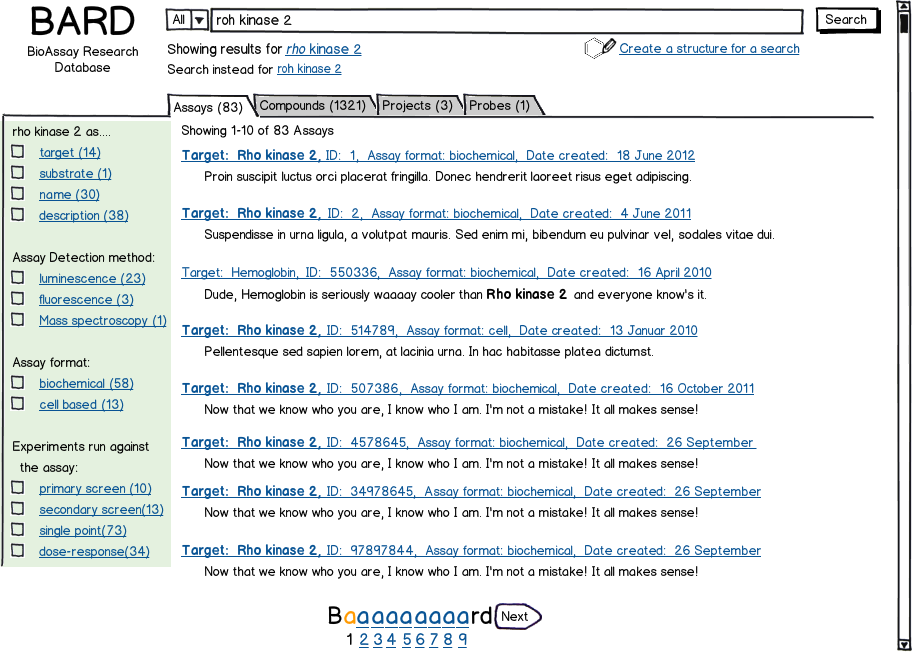 BARD
BioAssay Research
Database
All
roh kinase 2
Search
Showing results for rho kinase 2
Search instead for roh kinase 2
Create a structure for a search
Assays (83)
Compounds (1321)
Projects (3)
Probes (1)
rho kinase 2 as....
target (14)
substrate (1)
name (30)
description (38)
Assay Detection method:
luminescence (23)
fluorescence (3)
Mass spectroscopy (1)
Assay format:
biochemical (58)
cell based (13)
Experiments run against
the assay:
primary screen (10)
secondary screen(13)
single point(73)
dose-response(34)
Showing 1-10 of 83 Assays
Target: Rho kinase 2, ID: 1, Assay format: biochemical, Date created: 18 June 2012
Proin suscipit luctus orci placerat fringilla. Donec hendrerit laoreet risus eget adipiscing.
Target: Rho kinase 2, ID: 2, Assay format: biochemical, Date created: 4 June 2011
Suspendisse in urna ligula, a volutpat mauris. Sed enim mi, bibendum eu pulvinar vel, sodales vitae dui.
Target: Hemoglobin, ID: 550336, Assay format: biochemical, Date created: 16 April 2010
Dude, Hemoglobin is seriously waaaay cooler than Rho kinase 2 and everyone know's it.
Target: Rho kinase 2, ID: 514789, Assay format: cell, Date created: 13 Januar 2010
Pellentesque sed sapien lorem, at lacinia urna. In hac habitasse platea dictumst.
Target: Rho kinase 2, ID: 507386, Assay format: biochemical, Date created: 16 October 2011
Now that we know who you are, I know who I am. I'm not a mistake! It all makes sense!
Target: Rho kinase 2, ID: 4578645, Assay format: biochemical, Date created: 26 September
Now that we know who you are, I know who I am. I'm not a mistake! It all makes sense!
Target: Rho kinase 2, ID: 34978645, Assay format: biochemical, Date created: 26 September
Now that we know who you are, I know who I am. I'm not a mistake! It all makes sense!
Target: Rho kinase 2, ID: 97897844, Assay format: biochemical, Date created: 26 September
Now that we know who you are, I know who I am. I'm not a mistake! It all makes sense!
Baaaaaaaaard Next
1 2 3 4 5 6 7 8 9